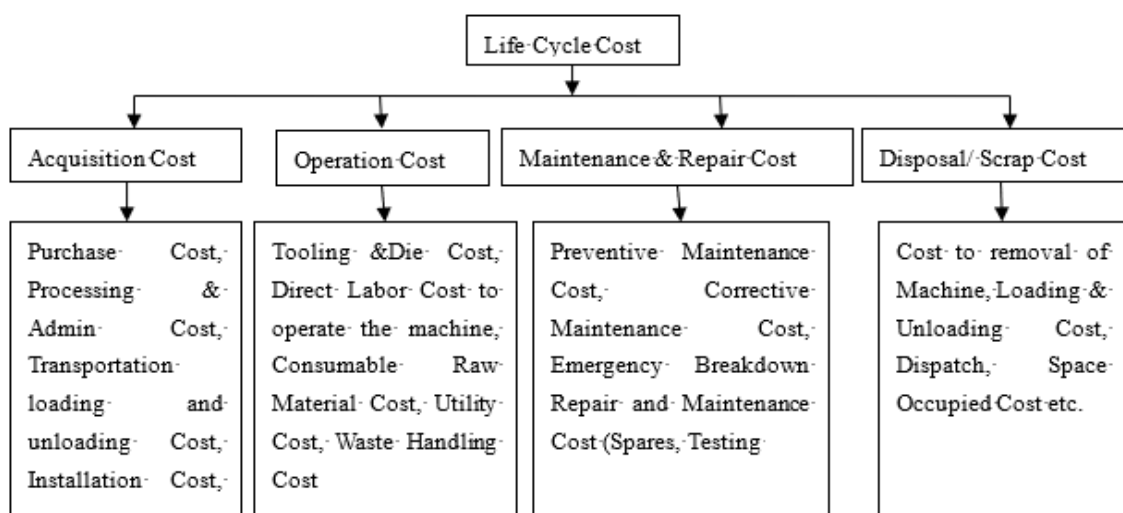 Life Cycle Cost
Acquisition Cost
Operation Cost
Maintenance & Repair Cost
Disposal/ Scrap Cost
Purchase Cost,
Processing &
Admin Cost,
Transportation
loading and
unloading Cost,
Installation Cost,
Tooling &Die Cost,
Direct Labor Cost to
operate the machine,
Consumable Raw
Material Cost, Utility
Cost, Waste Handling
Cost
Preventive Maintenance
Cost, Corrective
Maintenance Cost,
Emergency Breakdown
Repair and Maintenance
Cost (Spares, Testing
Cost to removal of
Machine, Loading &
Unloading Cost,
Dispatch, Space
Occupied Cost etc.